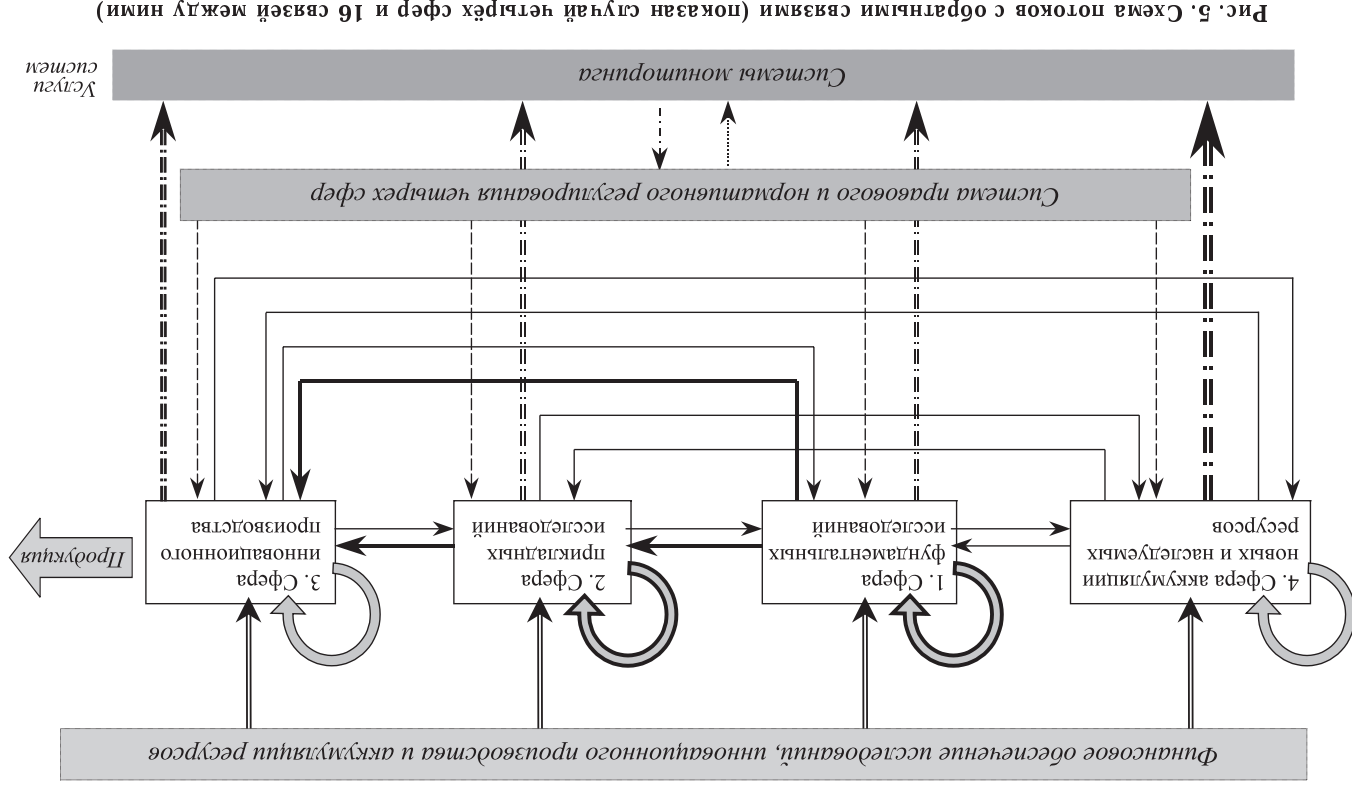 Финансовое обеспечение исследований, инновационного производства и аккумуляции ресурсов
4. Сфера аккумуляции
новых и наследуемых
ресурсов
1. Сфера
фундаментальных
исследований
2. Сфера
прикладных
исследований
3. Сфера
инновационного
производства
Продукция
Система правового и нормативного регулирования четырех сфер
Системы мониторинга
Услуги
систем
Рис. 5. Схема потоков с обратными связями (показан случай четырёх сфер и 16 связей между ними)